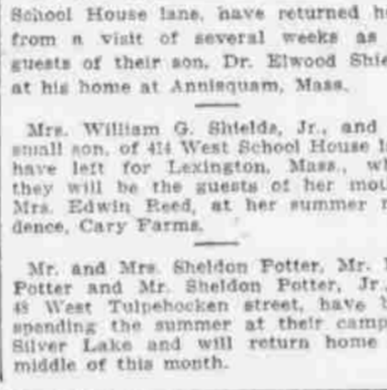 School House lane, have returned h
from a visit of several weeks as
guests of their son, Dr. Elwood Shie
at his home at Annisquam, Mass.
Mrs. William G. Shields, Jr., and
small son, of 414 West School House l
have left for Lexington, Mass., wh
they will be the guests of her mot
Mrs. Edwin Reed, at her summer r
dence, Cary Farms.
Mr. and Mrs. Sheldon Potter, Mr.
Potter and Mr. Sheldon Potter, Jr.,
48 West Tulpehocken street, have
spending the summer at their camp
Silver Lake and will return home
middle of this month.